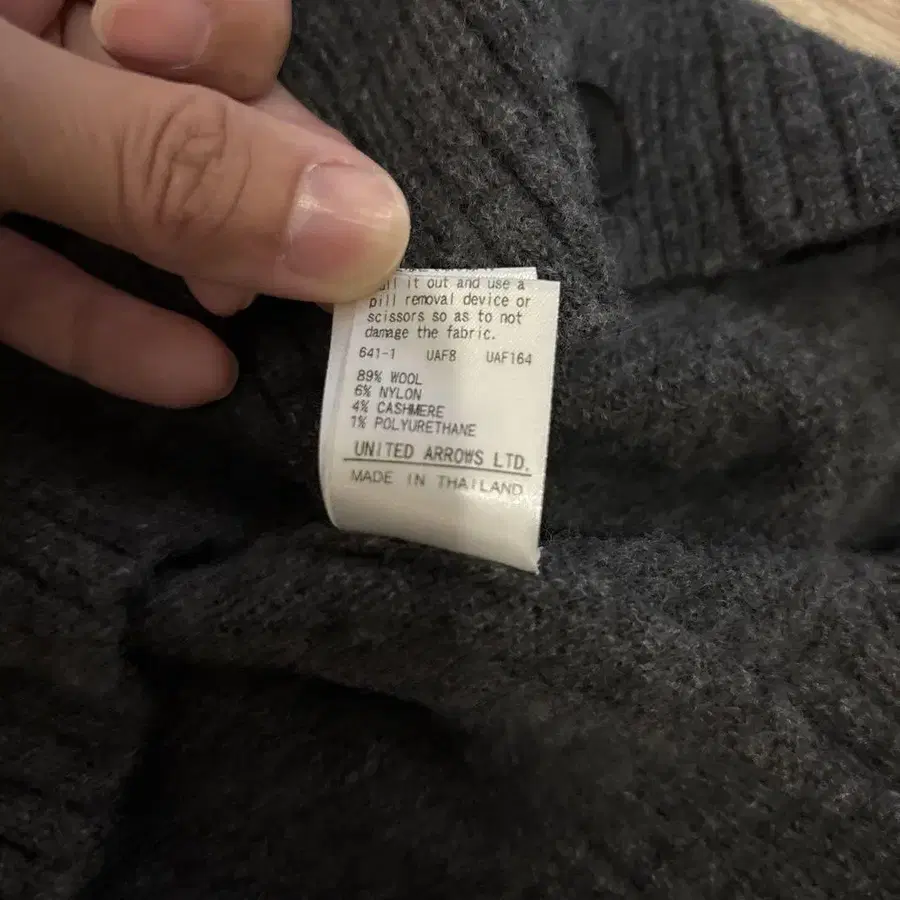 it out and use a
pill removal device or
scissors so as to not
damage the fabric.
641-1 UAF8 UAF164
89% WOOL
6% NYLON
4% CASHMERE
1% POLYURETHANE
UNITED ARROWS LTD.
MADE IN THAILAND